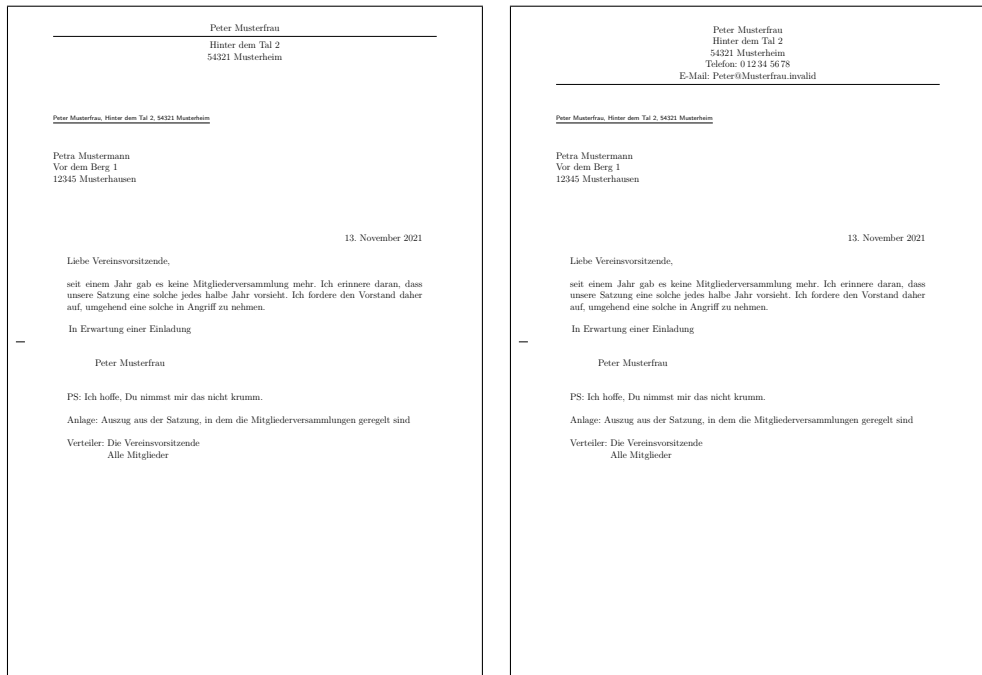 Peter Musterfrau
Hinter dem Tal 2
54321 Musterheim
Peter Musterfrau, Hinter dem Tal 2, 54321 Musterheim
Petra Mustermann
Vor dem Berg 1
12345 Musterhausen
13. November 2021
Liebe Vereinsvorsitzende,
seit einem Jahr gab es keine Mitgliederversammlung mehr. Ich erinnere daran, dass
unsere Satzung eine solche jedes halbe Jahr vorsieht. Ich fordere den Vorstand daher
auf, umgehend eine solche in Angriff zu nehmen.
In Erwartung einer Einladung
Peter Musterfrau
PS: Ich hoffe, Du nimmst mir das nicht krumm.
Anlage: Auszug aus der Satzung, in dem die Mitgliederversammlungen geregelt sind
Verteiler: Die Vereinsvorsitzende
Alle Mitglieder
Peter Musterfrau
Hinter dem Tal 2
54321 Musterheim
Telefon: 0 12 34 56 78
E-Mail: Peter@Musterfrau.invalid
Peter Musterfrau, Hinter dem Tal 2, 54321 Musterheim
Petra Mustermann
Vor dem Berg 1
12345 Musterhausen
13. November 2021
Liebe Vereinsvorsitzende,
seit einem Jahr gab es keine Mitgliederversammlung mehr. Ich erinnere daran, dass
unsere Satzung eine solche jedes halbe Jahr vorsieht. Ich fordere den Vorstand daher
auf, umgehend eine solche in Angriff zu nehmen.
In Erwartung einer Einladung
Peter Musterfrau
PS: Ich hoffe, Du nimmst mir das nicht krumm.
Anlage: Auszug aus der Satzung, in dem die Mitgliederversammlungen geregelt sind
Verteiler: Die Vereinsvorsitzende
Alle Mitglieder